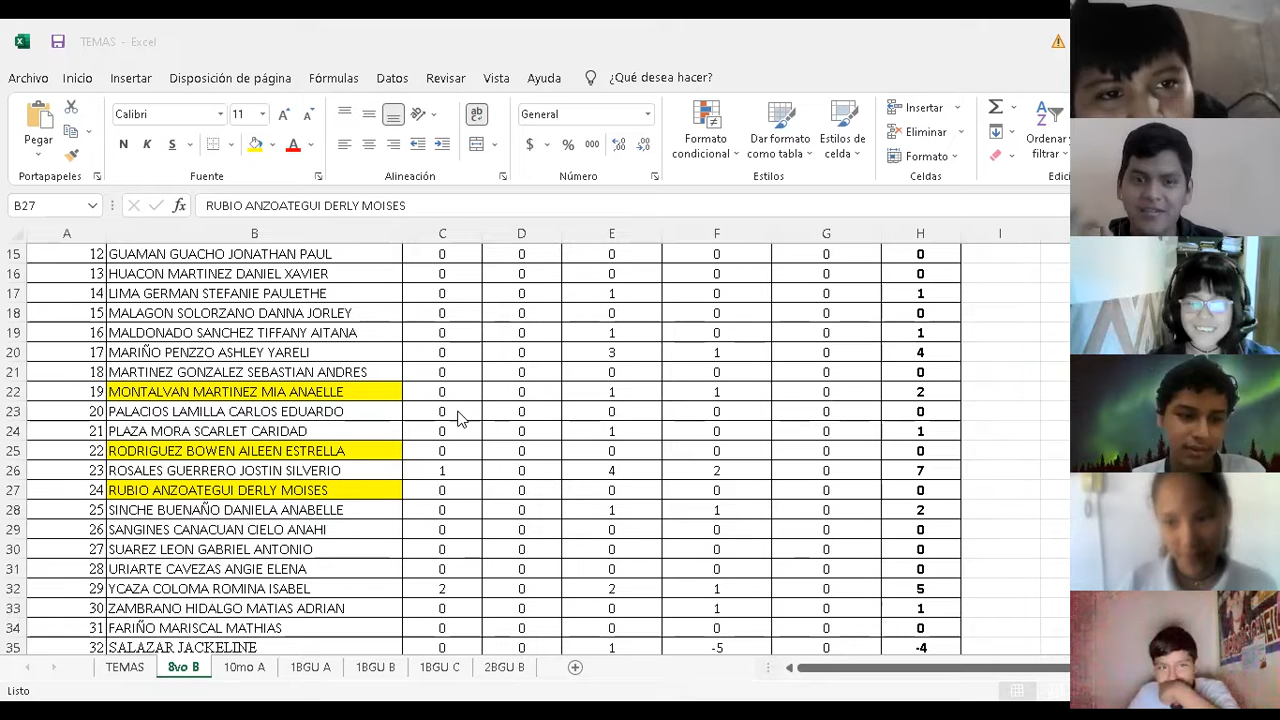 TEMAS - Excel
Archivo Inicio Insertar Disposición de página Fórmulas Datos Revisar Vista Ayuda ¿Qué desea hacer?
Calibri 11 ab General Insertar Σ A Z
Pegar N K S A $ % 000 Formato condicional Dar formato como tabla Estilos de celda Eliminar Formato Ordenar filtrar
Portapapeles Fuente Alineación Número Estilos Celdas Edici
B27 fx RUBIO ANZOATEGUI DERLY MOISES
A B C D E F G H I
15 12 GUAMAN GUACHO JONATHAN PAUL 0 0 0 0 0 0
16 13 HUACON MARTINEZ DANIEL XAVIER 0 0 0 0 0 0
17 14 LIMA GERMAN STEFANIE PAULETHE 0 0 1 0 0 1
18 15 MALAGON SOLORZANO DANNA JORLEY 0 0 0 0 0 0
19 16 MALDONADO SANCHEZ TIFFANY AITANA 0 0 1 0 0 1
20 17 MARIÑO PENZZO ASHLEY YARELI 0 0 3 1 0 4
21 18 MARTINEZ GONZALEZ SEBASTIAN ANDRES 0 0 0 0 0 0
22 19 MONTALVAN MARTINEZ MIA ANAELLE 0 0 1 1 0 2
23 20 PALACIOS LAMILLA CARLOS EDUARDO 0 0 0 0 0 0
24 21 PLAZA MORA SCARLET CARIDAD 0 0 1 0 0 1
25 22 RODRIGUEZ BOWEN AILEEN ESTRELLA 0 0 0 0 0 0
26 23 ROSALES GUERRERO JOSTIN SILVERIO 1 0 4 2 0 7
27 24 RUBIO ANZOATEGUI DERLY MOISES 0 0 0 0 0 0
28 25 SINCHE BUENAÑO DANIELA ANABELLE 0 0 1 1 0 2
29 26 SANGINES CANACUAN CIELO ANAHI 0 0 0 0 0 0
30 27 SUAREZ LEON GABRIEL ANTONIO 0 0 0 0 0 0
31 28 URIARTE CAVEZAS ANGIE ELENA 0 0 0 0 0 0
32 29 YCAZA COLOMA ROMINA ISABEL 2 0 2 1 0 5
33 30 ZAMBRANO HIDALGO MATIAS ADRIAN 0 0 0 1 0 1
34 31 FARIÑO MARISCAL MATHIAS 0 0 0 0 0 0
35 32 SALAZAR JACKELINE 0 0 1 -5 0 -4
TEMAS 8vo B 10mo A 1BGU A 1BGU B 1BGU C 2BGU B
Listo